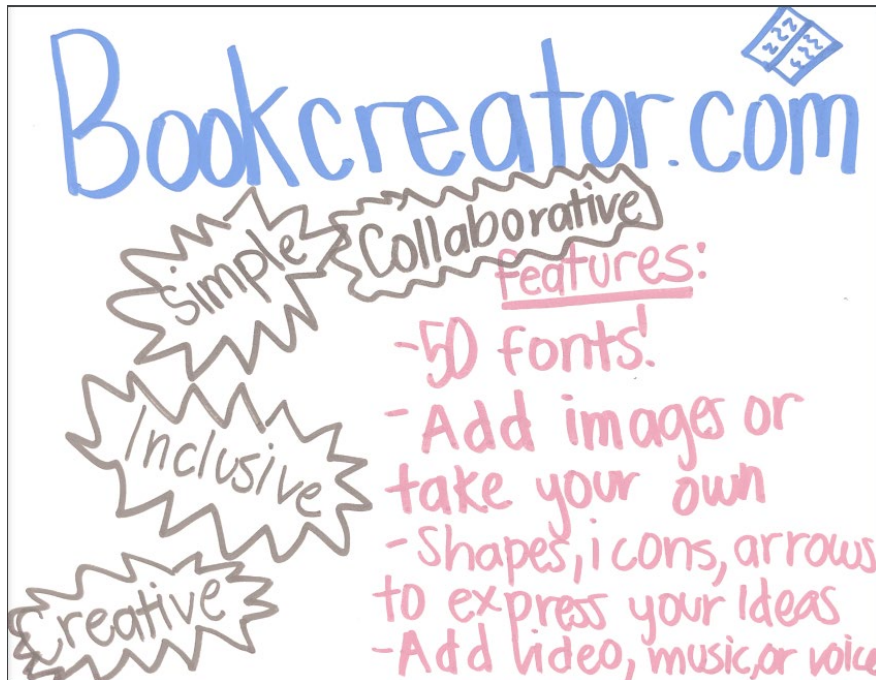 Bookcreator.com
Simple
Collaborative
features:
-50 fonts!
Inclusive
-Add images or
take your own
-Shapes, icons, arrows
to express your Ideas
Creative
-Add video, music, or voice